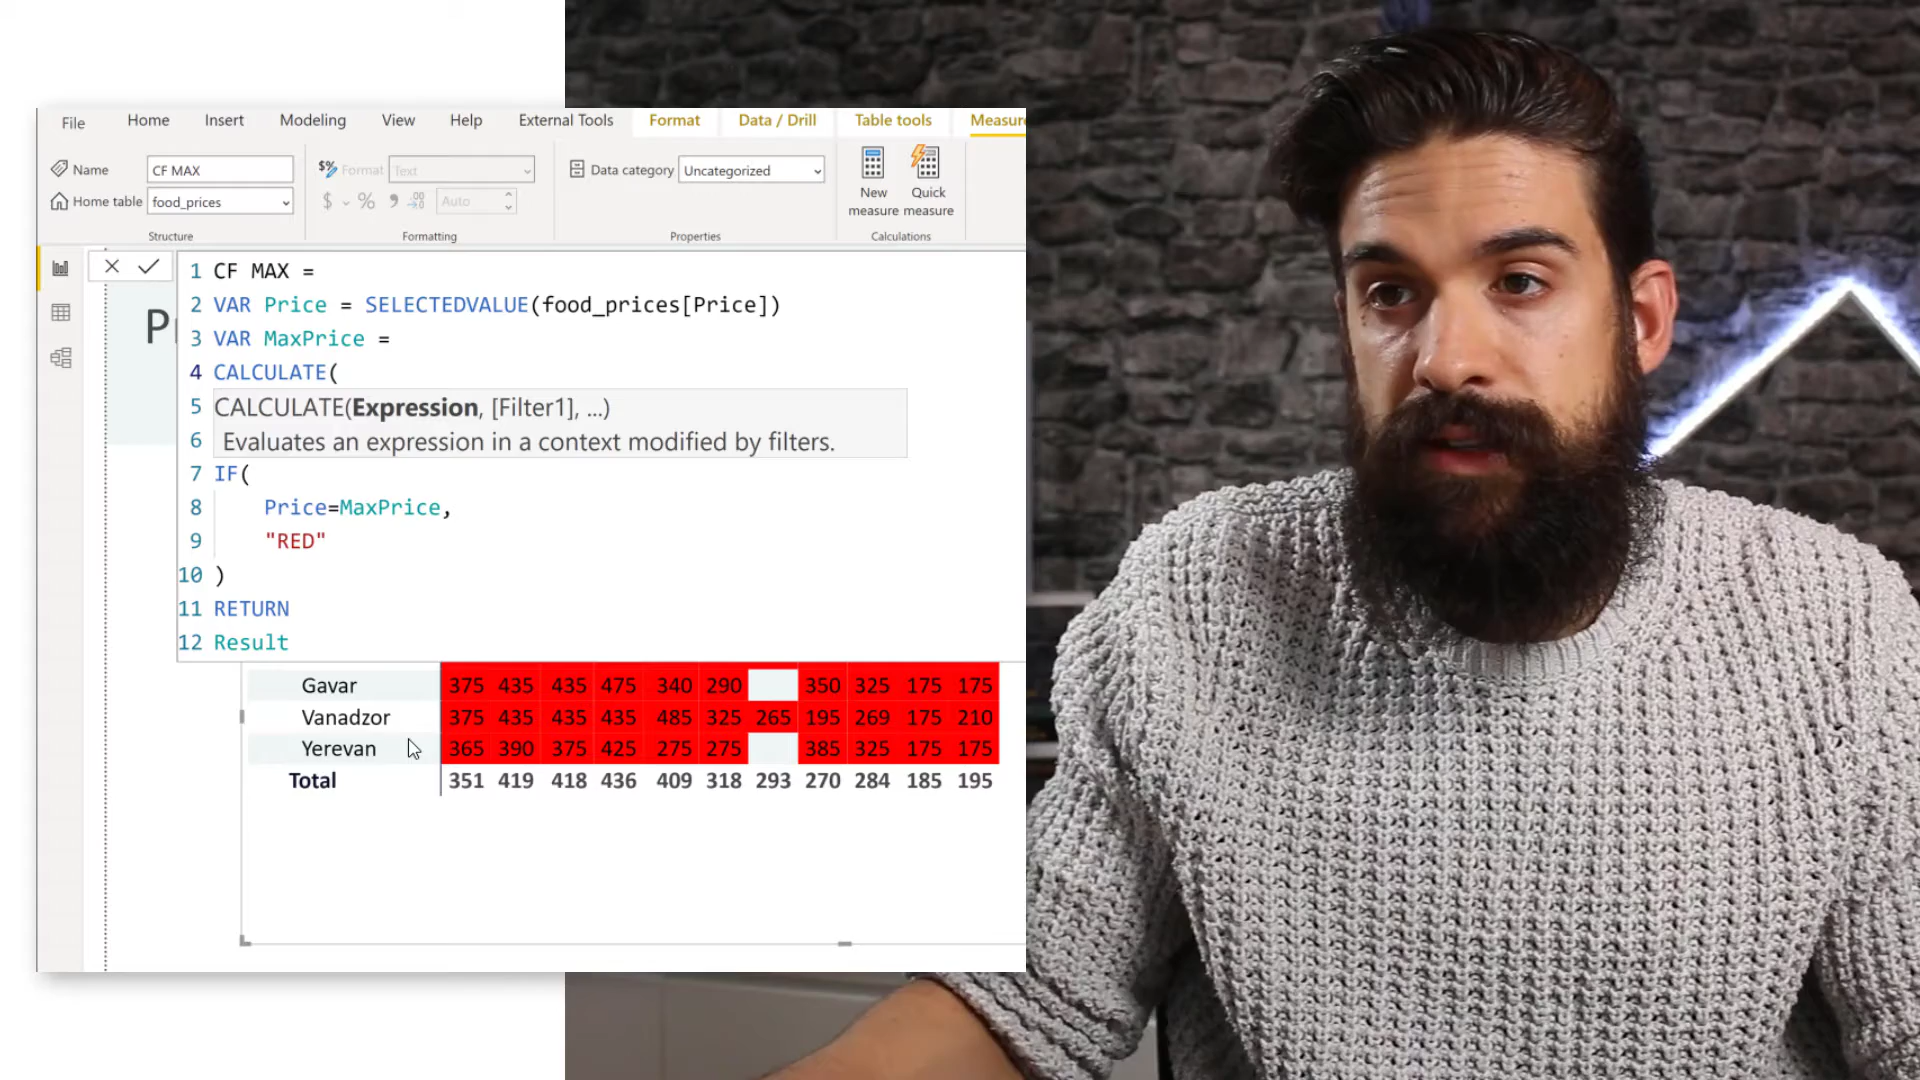 File Home Insert Modeling View Help External Tools Format Data / Drill Table tools Measure
Name CF MAX
$% Format Text
Data category Uncategorized
New measure
Quick measure
Home table food_prices
$ % Auto
Structure Formatting Properties Calculations
1 CF MAX =
2 VAR Price = SELECTEDVALUE(food_prices[Price])
3 VAR MaxPrice =
4 CALCULATE(
5 CALCULATE(Expression, [Filter1], ...)
6 Evaluates an expression in a context modified by filters.
7 IF(
8 Price=MaxPrice,
9 "RED"
10 )
11 RETURN
12 Result
Gavar 375 435 435 475 340 290 350 325 175 175
Vanadzor 375 435 435 435 485 325 265 195 269 175 210
Yerevan 365 390 375 425 275 275 385 325 175 175
Total 351 419 418 436 409 318 293 270 284 185 195